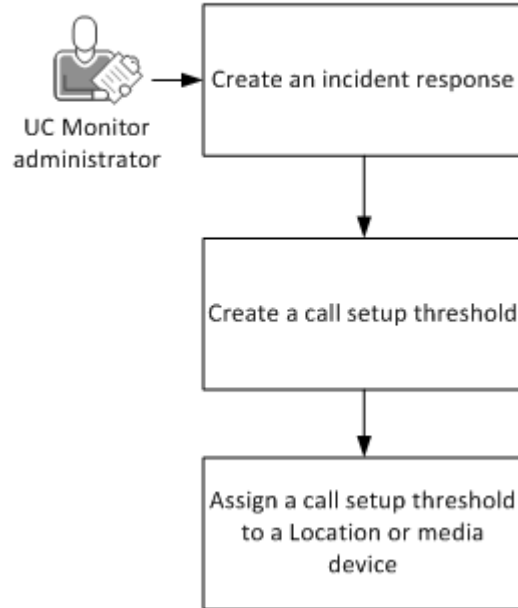 Create an incident response
UC Monitor
administrator
Create a call setup threshold
Assign a call setup threshold
to a Location or media
device